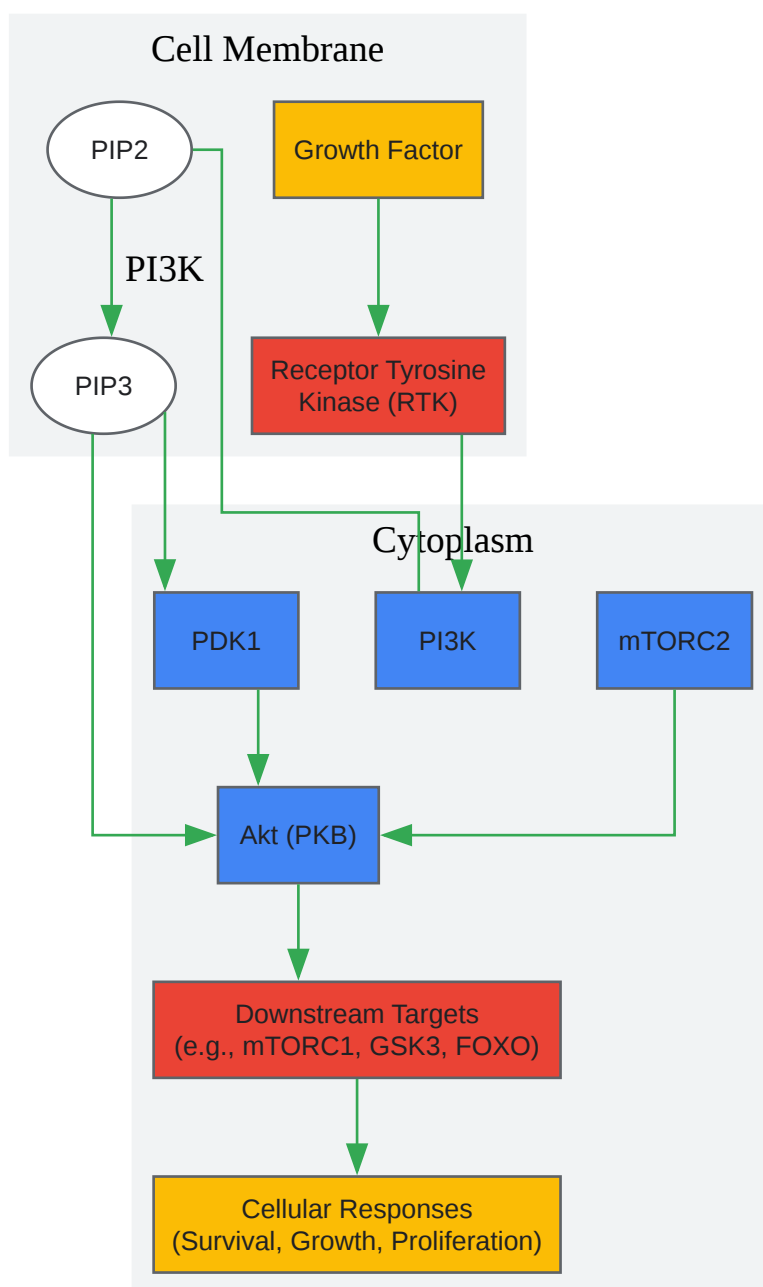 Cell Membrane
PIP2
Growth Factor
PI3K
PIP3
Receptor Tyrosine
Kinase (RTK)
Cytoplasm
PDK1
PI3K
mTORC2
Akt (PKB)
Downstream Targets
(e.g., mTORC1, GSK3, FOXO)
Cellular Responses
(Survival, Growth, Proliferation)